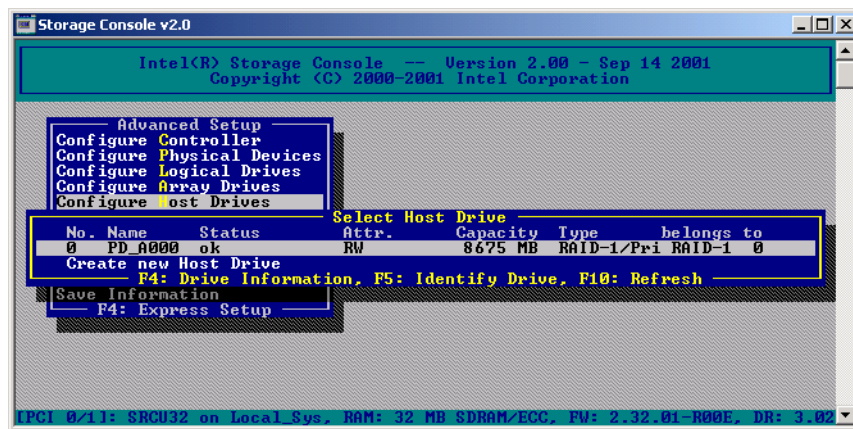 Storage Console v2.0
Intel(R) Storage Console -- Version 2.00 - Sep 14 2001
Copyright (C) 2000-2001 Intel Corporation
Advanced Setup
Configure Controller
Configure Physical Devices
Configure Logical Drives
Configure Array Drives
Configure Host Drives
Select Host Drive
No. Name Status Attr. Capacity Type belongs to
0 PD_A000 ok RW 8675 MB RAID-1/Pri RAID-1 0
Create new Host Drive
F4: Drive Information, F5: Identify Drive, F10: Refresh
Save Information
F4: Express Setup
[PCI 0/1]: SRCU32 on Local_Sys, RAM: 32 MB SDRAM/ECC, FW: 2.32.01-R00E, DR: 3.02